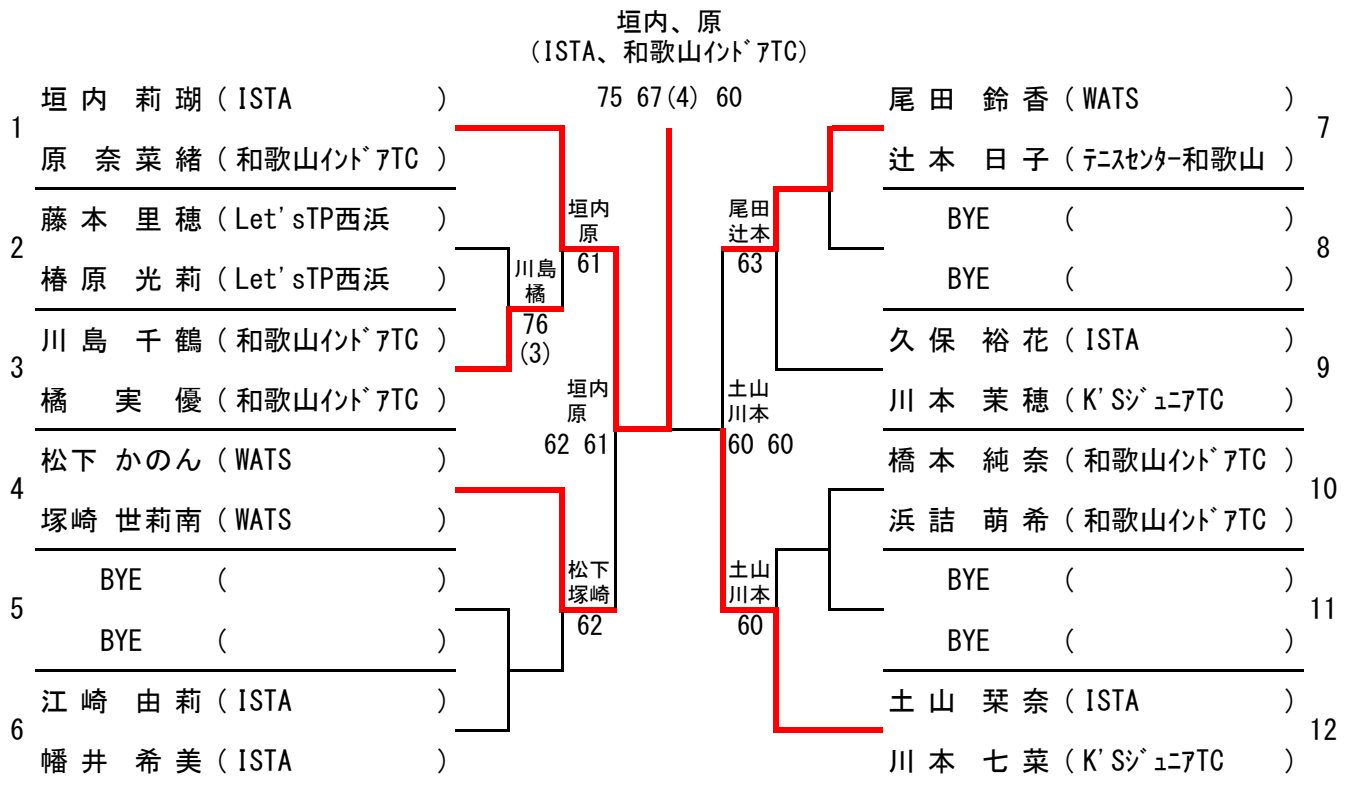 垣内、原
(ISTA、和歌山ｲﾝﾄﾞｱTC)
75 67(4) 60
1
垣内 莉瑚 ( ISTA )
原 奈菜緒 ( 和歌山ｲﾝﾄﾞｱTC )
2
藤本 里穂 ( Let'sTP西浜 )
椿原 光莉 ( Let'sTP西浜 )
3
川島 千鶴 ( 和歌山ｲﾝﾄﾞｱTC )
橘 実優 ( 和歌山ｲﾝﾄﾞｱTC )
4
松下 かのん ( WATS )
塚崎 世莉南 ( WATS )
5
BYE ( )
BYE ( )
6
江崎 由莉 ( ISTA )
幡井 希美 ( ISTA )
川島
橘
76
(3)
垣内
原
61
松下
塚崎
62
垣内
原
62 61
尾田
辻本
63
土山
川本
60 60
土山
川本
60
尾田 鈴香 ( WATS )
辻本 日子 ( ﾃﾆｽｾﾝﾀｰ和歌山 )
7
BYE ( )
BYE ( )
8
久保 裕花 ( ISTA )
川本 茉穂 ( K'SｼﾞｭﾆｱTC )
9
橋本 純奈 ( 和歌山ｲﾝﾄﾞｱTC )
浜詰 萌希 ( 和歌山ｲﾝﾄﾞｱTC )
10
BYE ( )
BYE ( )
11
土山 栞奈 ( ISTA )
川本 七菜 ( K'SｼﾞｭﾆｱTC )
12